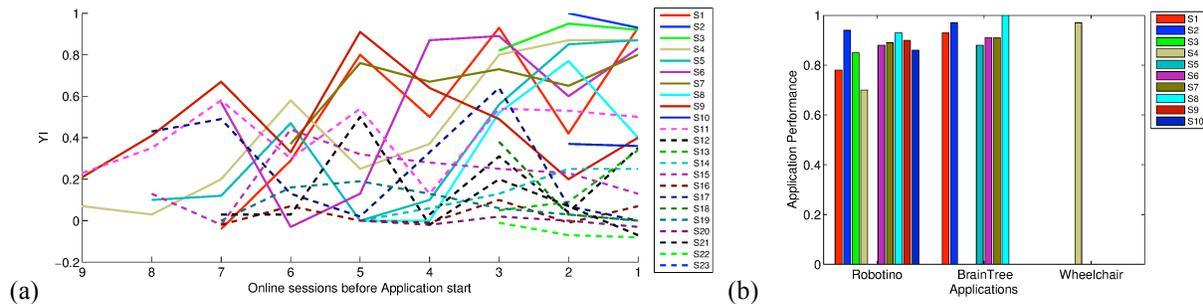 YI
1
0.8
0.6
0.4
0.2
0
−0.2
9 8 7 6 5 4 3 2 1
Online sessions before Application start
S1
S2
S3
S4
S5
S6
S7
S8
S9
S10
S11
S12
S13
S14
S15
S16
S17
S18
S19
S20
S21
S22
S23
(a)
Application Performance
1
0.8
0.6
0.4
0.2
0
Robotino BrainTree Wheelchair
Applications
S1
S2
S3
S4
S5
S6
S7
S8
S9
S10
(b)